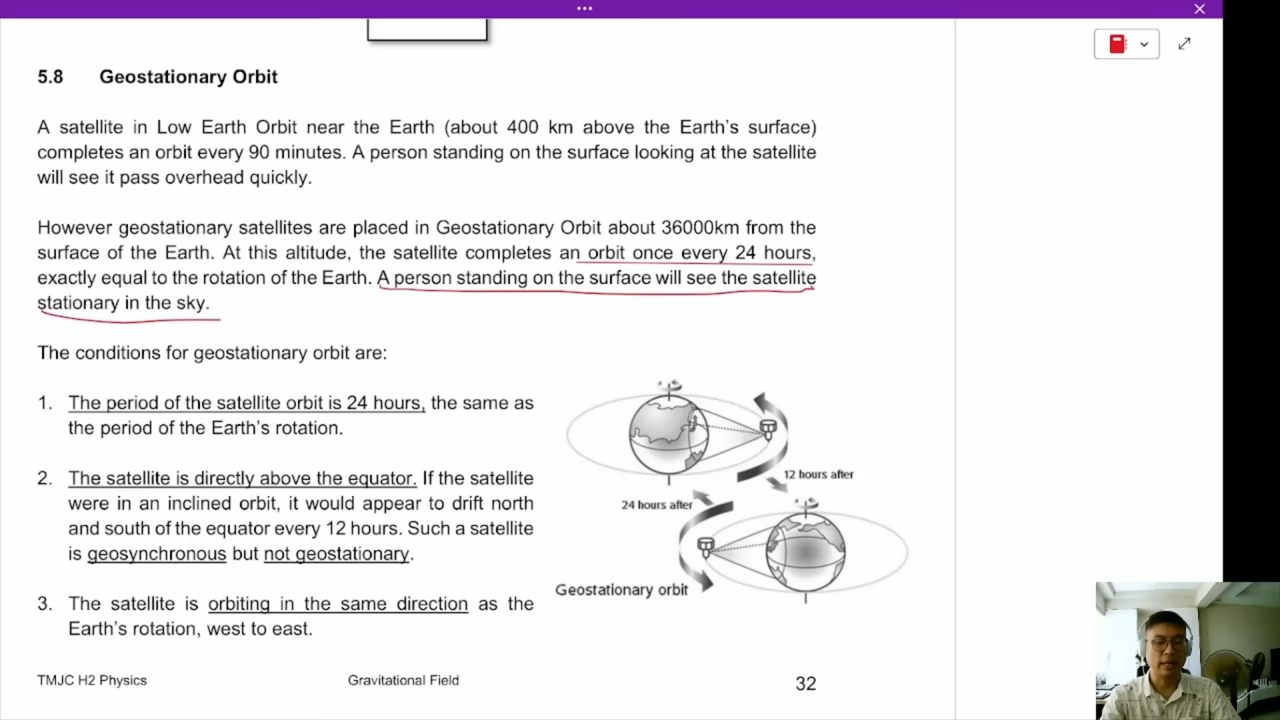 5.8 Geostationary Orbit
A satellite in Low Earth Orbit near the Earth (about 400 km above the Earth's surface)
completes an orbit every 90 minutes. A person standing on the surface looking at the satellite
will see it pass overhead quickly.
However geostationary satellites are placed in Geostationary Orbit about 36000km from the
surface of the Earth. At this altitude, the satellite completes an orbit once every 24 hours,
exactly equal to the rotation of the Earth. A person standing on the surface will see the satellite
stationary in the sky.
The conditions for geostationary orbit are:
1. The period of the satellite orbit is 24 hours, the same as
the period of the Earth's rotation.
2. The satellite is directly above the equator. If the satellite
were in an inclined orbit, it would appear to drift north
and south of the equator every 12 hours. Such a satellite
is geosynchronous but not geostationary.
3. The satellite is orbiting in the same direction as the
Earth's rotation, west to east.
12 hours after
24 hours after
Geostationary orbit
TMJC H2 Physics Gravitational Field 32